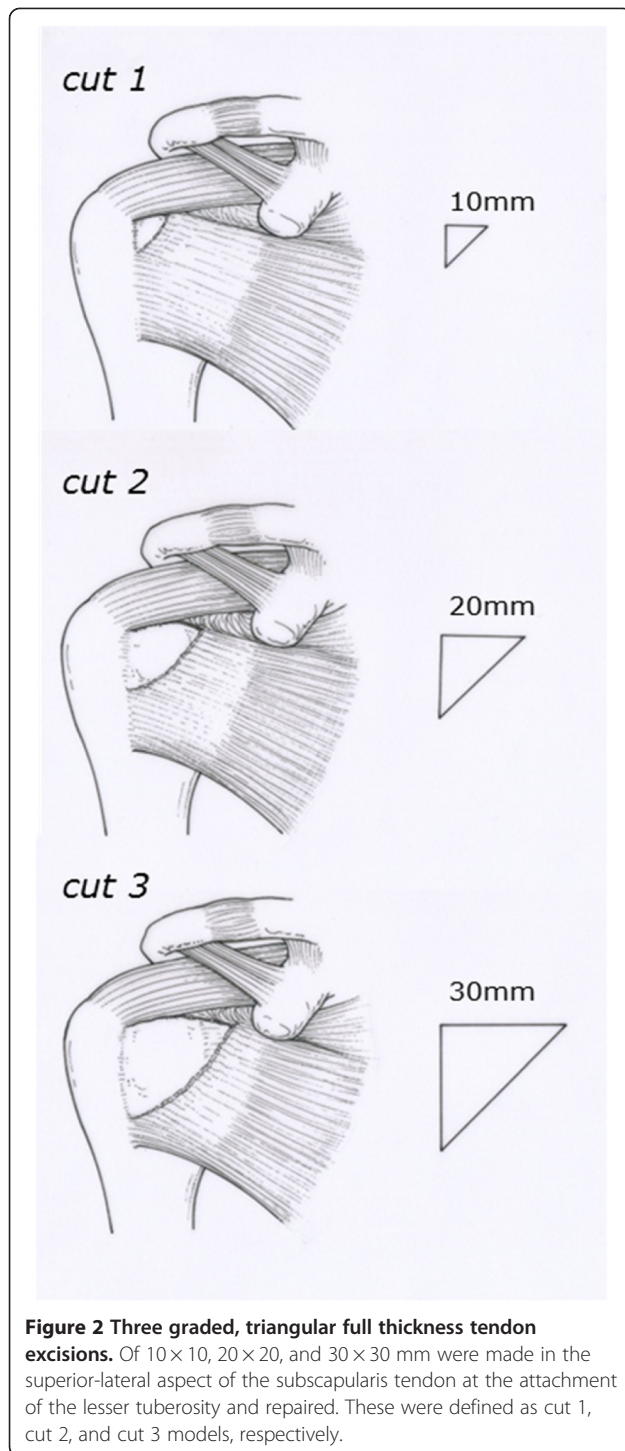 cut 1
10mm
cut 2
20mm
cut 3
30mm
Figure 2 Three graded, triangular full thickness tendon
excisions. Of 10 × 10, 20 × 20, and 30 × 30 mm were made in the
superior-lateral aspect of the subscapularis tendon at the attachment
of the lesser tuberosity and repaired. These were defined as cut 1,
cut 2, and cut 3 models, respectively.